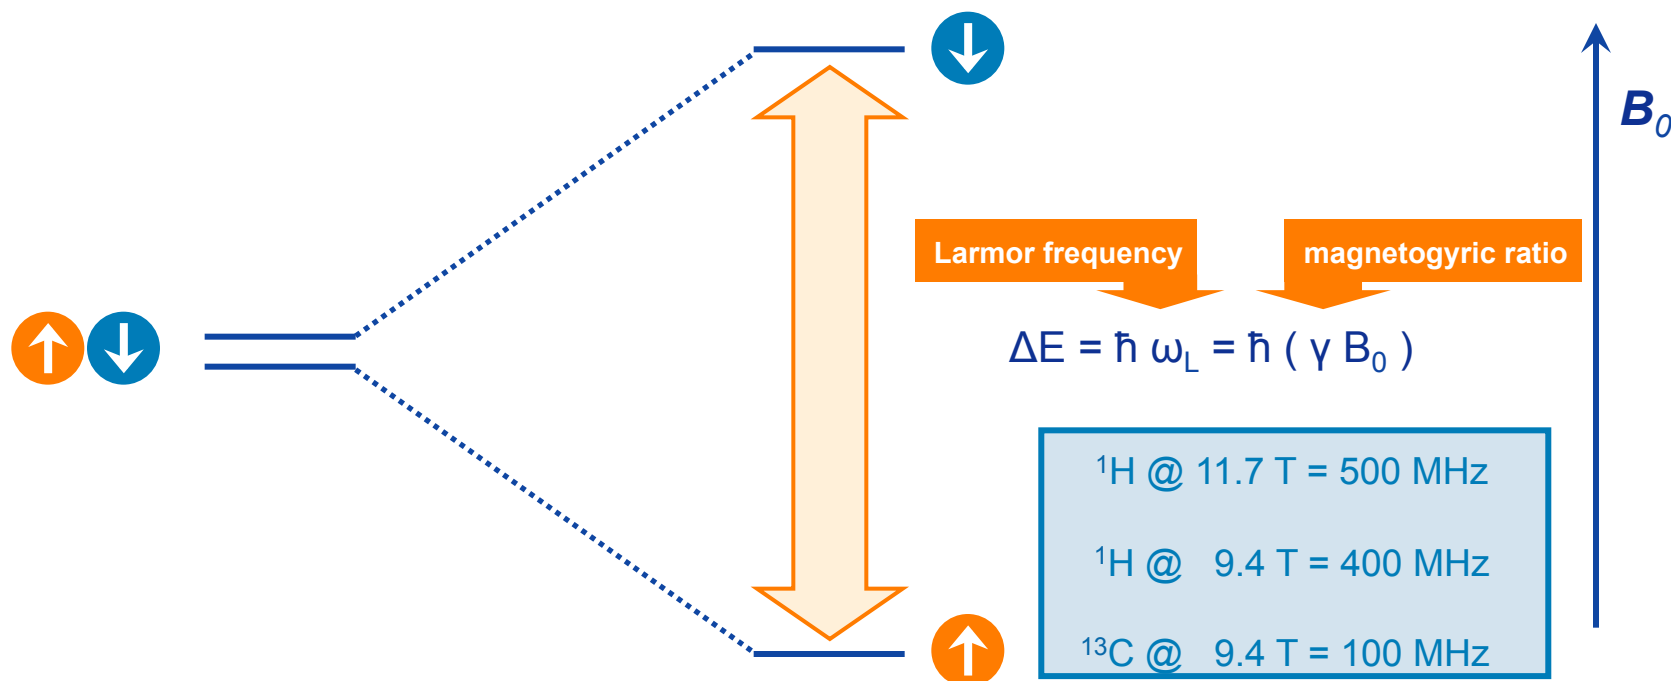 B₀
Larmor frequency
magnetogyric ratio
ΔE = ħ ω_L = ħ ( γ B₀ )
¹H @ 11.7 T = 500 MHz
¹H @ 9.4 T = 400 MHz
¹³C @ 9.4 T = 100 MHz